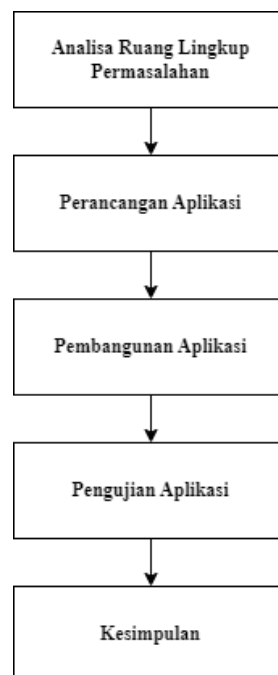 Analisa Ruang Lingkup
Permasalahan
Perancangan Aplikasi
Pembangunan Aplikasi
Pengujian Aplikasi
Kesimpulan